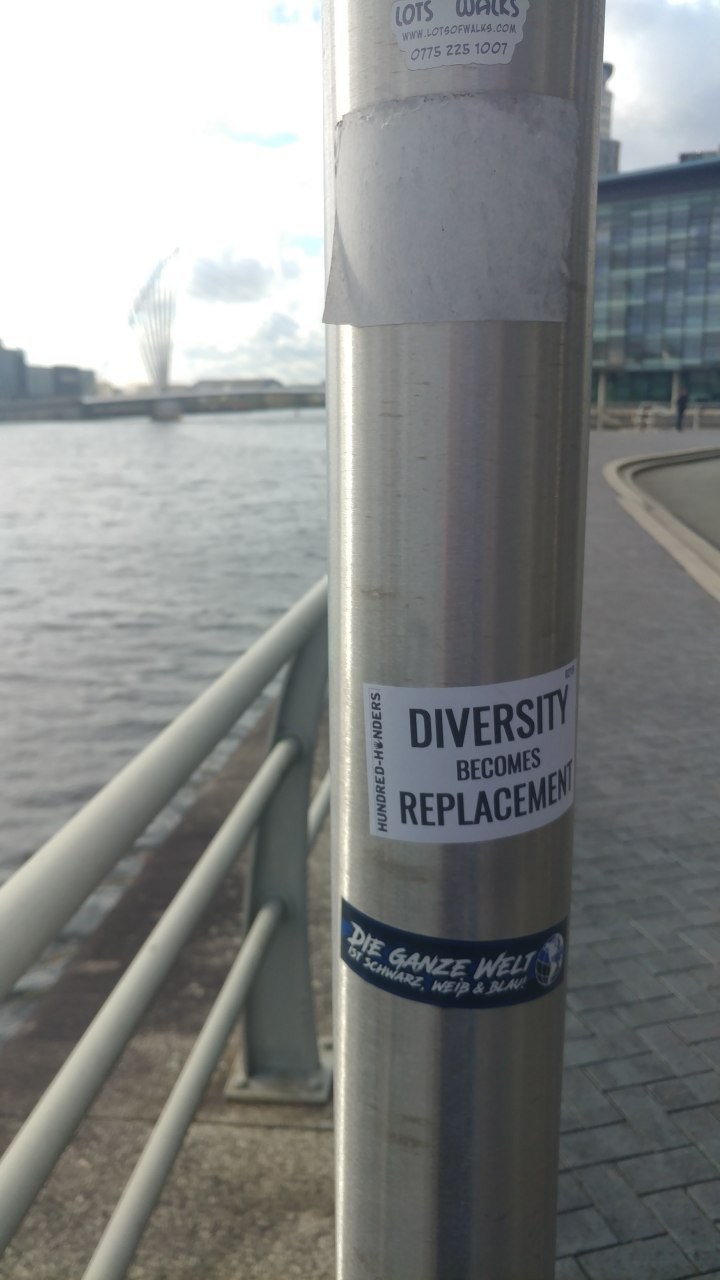 LOTS WALKS
WWW.LOTSOFWALKS.COM
0775 225 1007
HUNDRED-HANDERS
DIVERSITY
BECOMES
REPLACEMENT
DIE GANZE WELT
IST SCHWARZ, WEIß & BLAU!